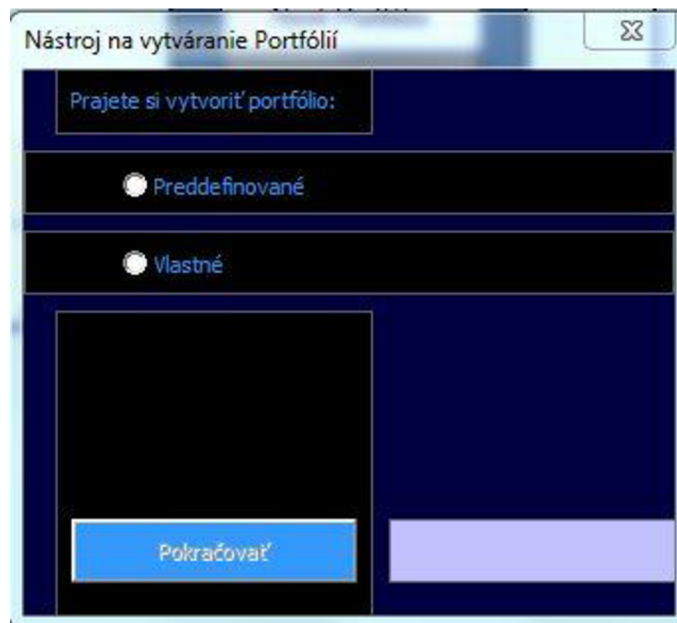 Nástroj na vytváranie Portfólií
Prajete si vytvoriť portfólio:
Preddefinované
Vlastné
Pokračovať